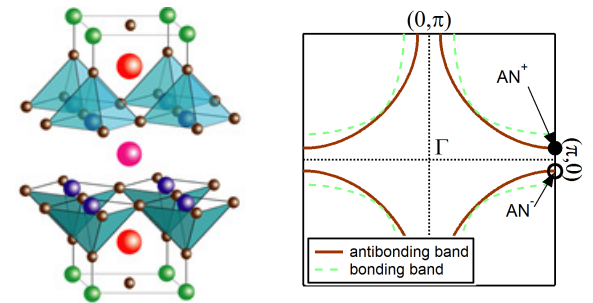 (0,π)
AN⁺
Γ
(π,0)
AN⁻
antibonding band
bonding band